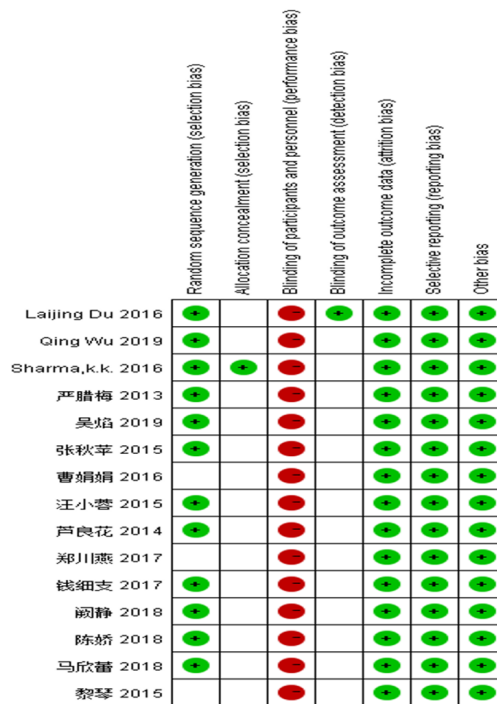 Random sequence generation (selection bias)
Allocation concealment (selection bias)
Blinding of participants and personnel (performance bias)
Blinding of outcome assessment (detection bias)
Incomplete outcome data (attrition bias)
Selective reporting (reporting bias)
Other bias
Laijing Du 2016 + - + + + +
Qing Wu 2019 + - + + +
Sharma,k.k. 2016 + + - + + +
严腊梅 2013 + - + + +
吴焰 2019 + - + + +
张秋苹 2015 + - + + +
曹娟娟 2016 - + + +
汪小蓉 2015 + - + + +
芦良花 2014 + - + + +
郑川燕 2017 - + + +
钱细支 2017 + - + + +
阙静 2018 + - + + +
陈娇 2018 + - + + +
马欣蕾 2018 + - + + +
黎琴 2015 - + + +